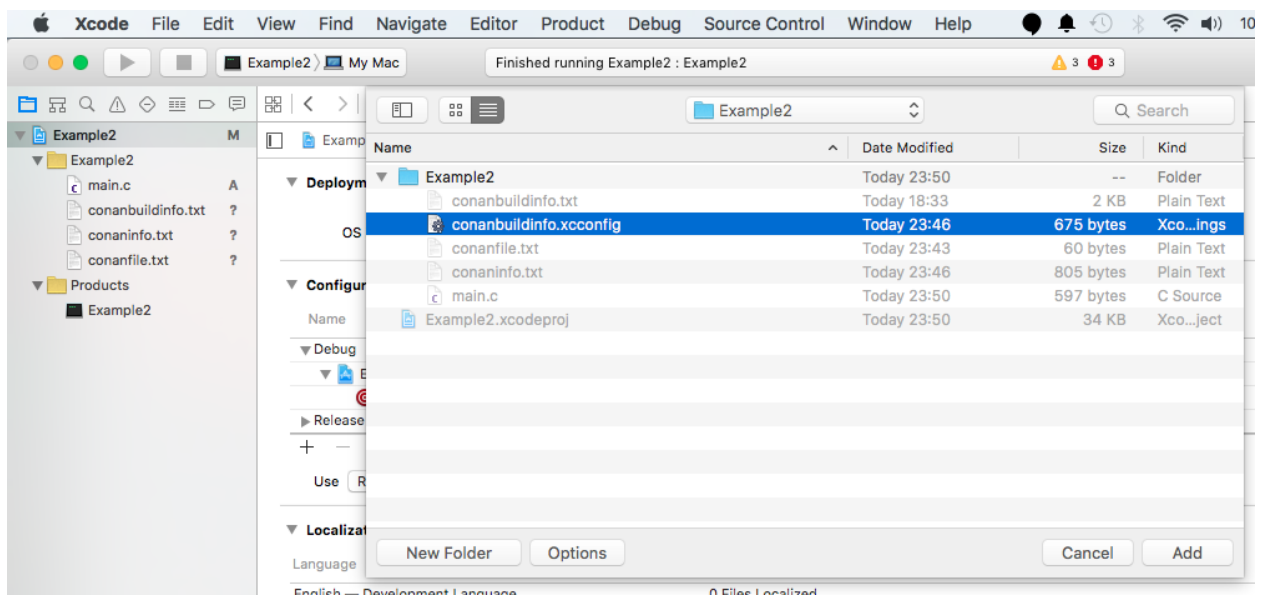 Xcode File Edit View Find Navigate Editor Product Debug Source Control Window Help 10
Example2 My Mac Finished running Example2 : Example2 3 3
Example2 Search
Example2 M Examp Name Date Modified Size Kind
Example2 Deploym Example2 Today 23:50 -- Folder
main.c A conanbuildinfo.txt Today 18:33 2 KB Plain Text
conanbuildinfo.txt ? OS conanbuildinfo.xcconfig Today 23:46 675 bytes Xco...ings
conaninfo.txt ? conanfile.txt Today 23:43 60 bytes Plain Text
conanfile.txt ? conaninfo.txt Today 23:46 805 bytes Plain Text
Products Configur main.c Today 23:50 597 bytes C Source
Example2 Name Example2.xcodeproj Today 23:50 34 KB Xco...ject
Debug
E
Release
+ −
Use R
Localizat
New Folder Options Cancel Add
Language
English — Development Language 0 Files Localized